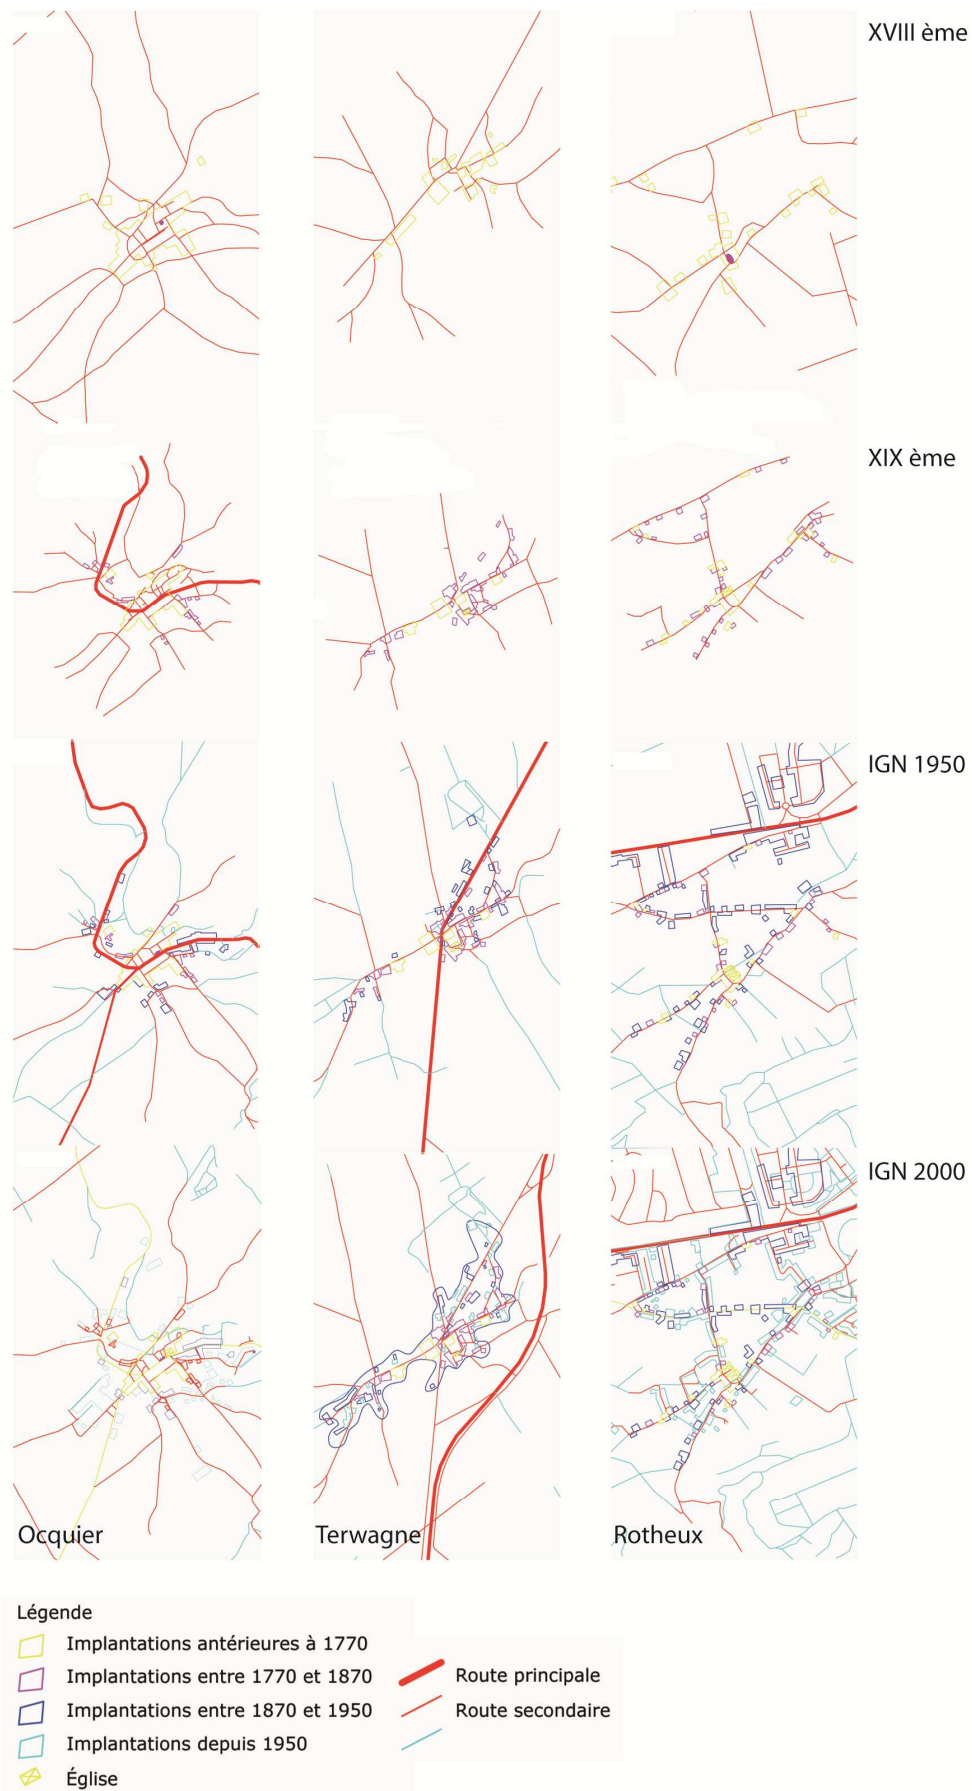 XVIII ème
XIX ème
IGN 1950
IGN 2000
Ocquier
Terwagne
Rotheux
Légende
Implantations antérieures à 1770
Implantations entre 1770 et 1870
Implantations entre 1870 et 1950
Implantations depuis 1950
Église
Route principale
Route secondaire